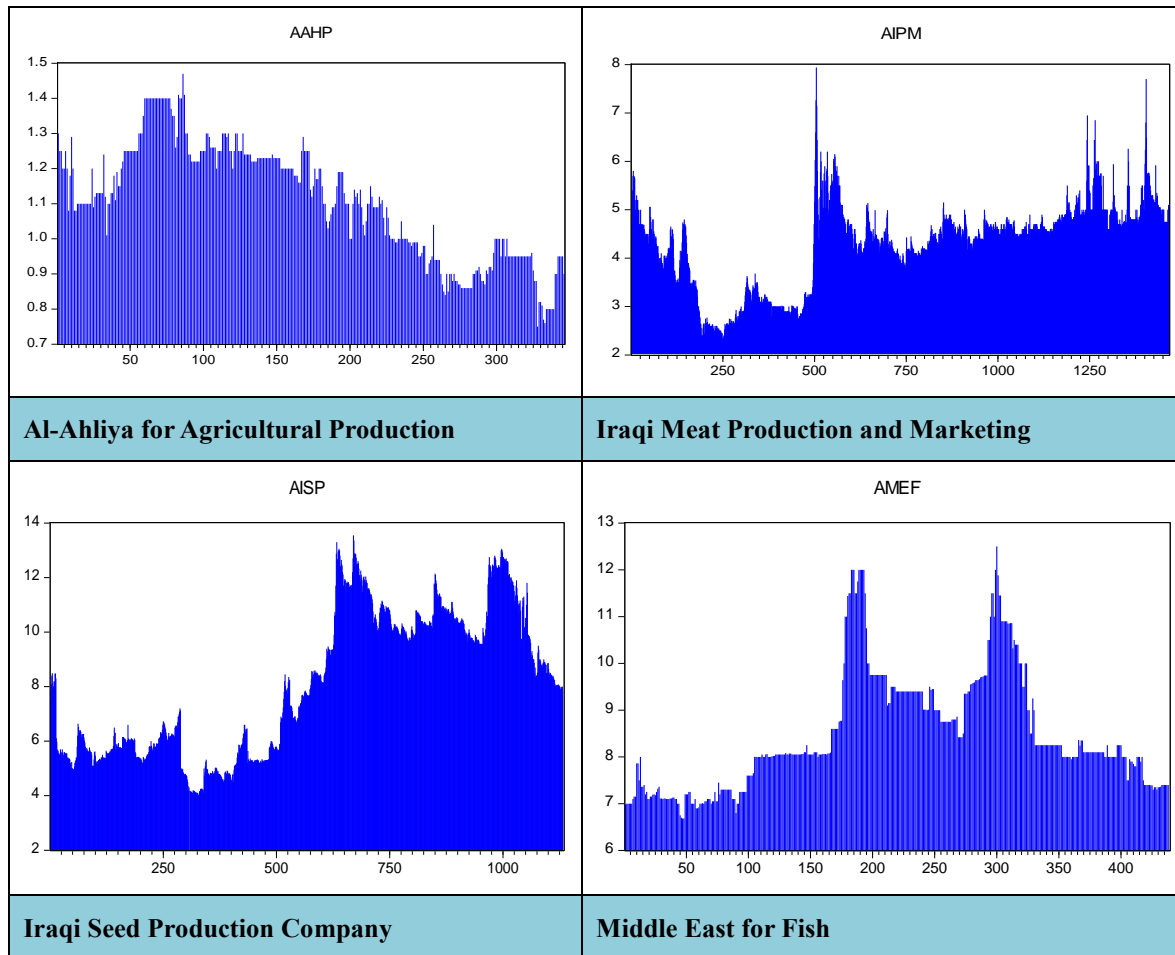 AAHP
1.5
1.4
1.3
1.2
1.1
1.0
0.9
0.8
0.7
50 100 150 200 250 300
AIPM
8
7
6
5
4
3
2
250 500 750 1000 1250
Al-Ahliya for Agricultural Production
Iraqi Meat Production and Marketing
AISP
14
12
10
8
6
4
2
250 500 750 1000
AMEF
13
12
11
10
9
8
7
6
50 100 150 200 250 300 350 400
Iraqi Seed Production Company
Middle East for Fish